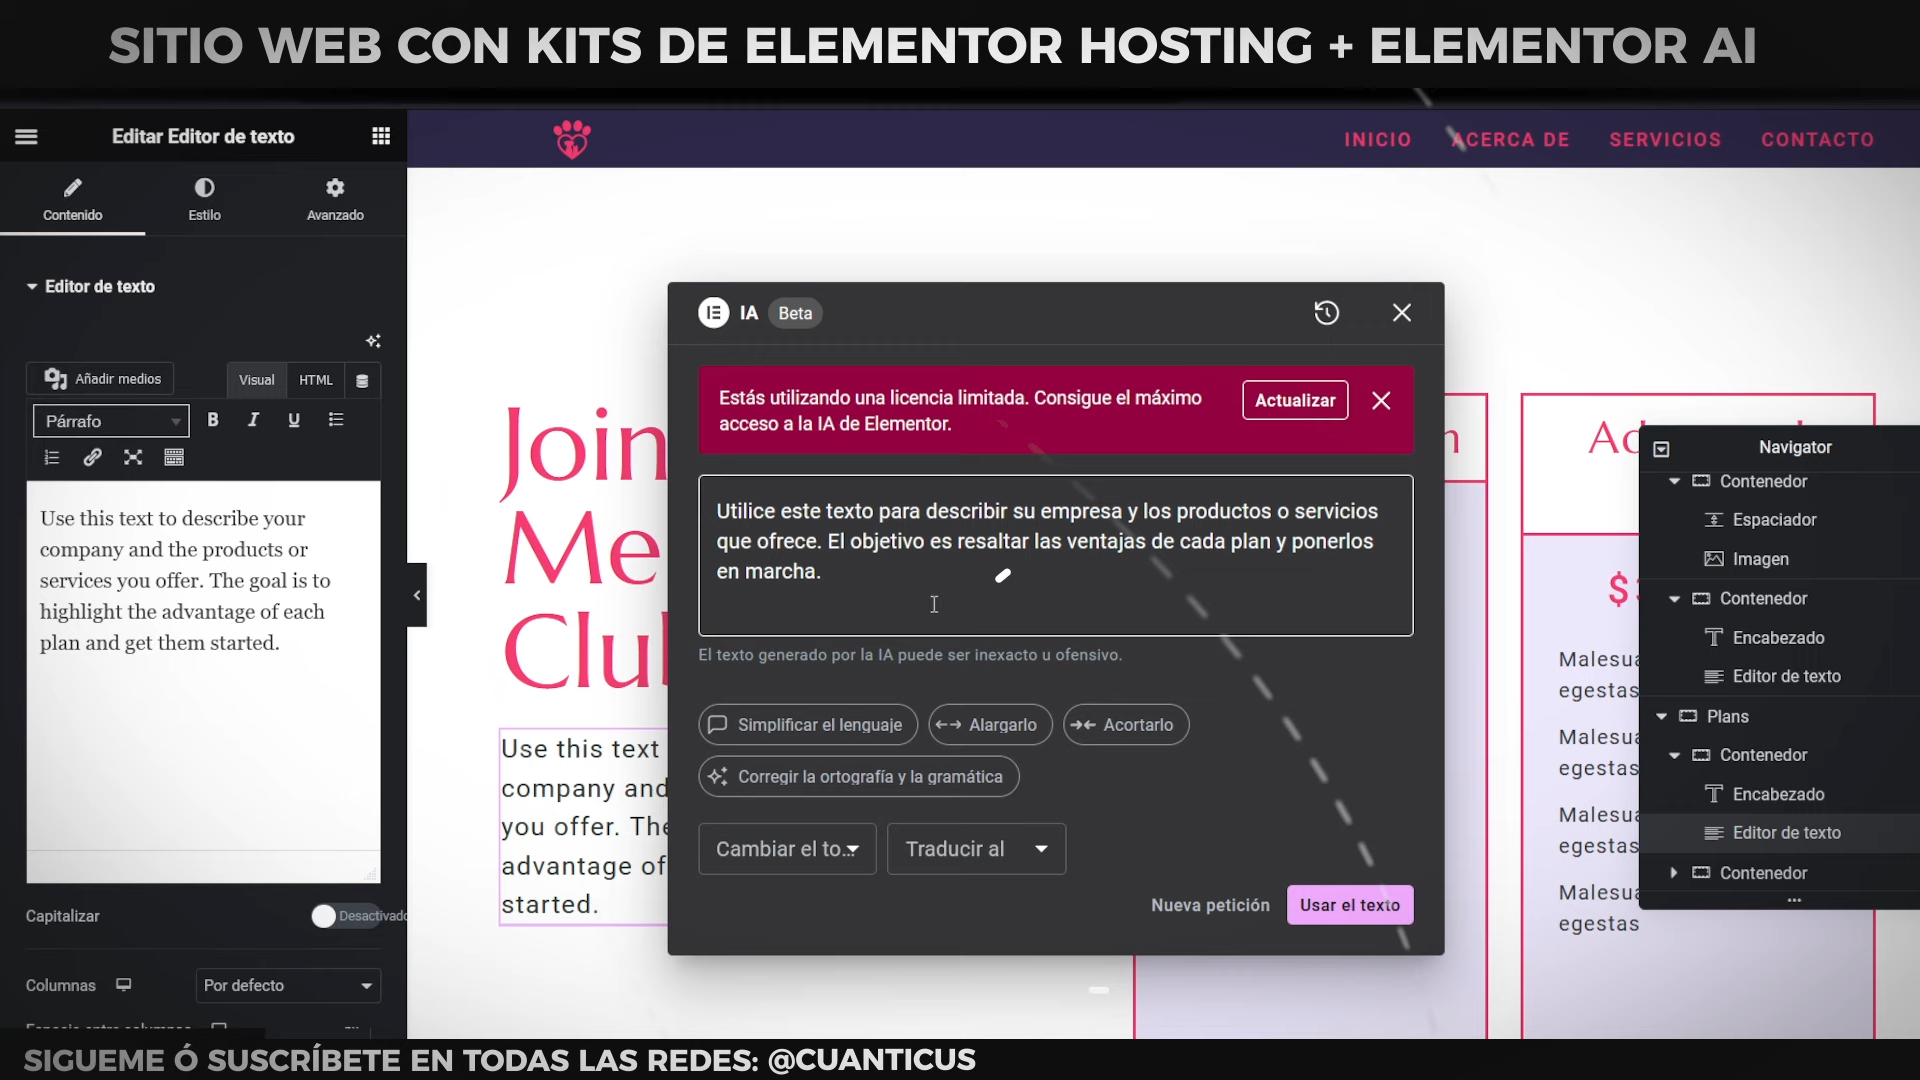 SITIO WEB CON KITS DE ELEMENTOR HOSTING + ELEMENTOR AI
Editar Editor de texto
Contenido
Estilo
Avanzado
Editor de texto
Añadir medios
Visual
HTML
Párrafo
B I U
Use this text to describe your
company and the products or
services you offer. The goal is to
highlight the advantage of each
plan and get them started.
Capitalizar
Desactivado
Columnas
Por defecto
INICIO
ACERCA DE
SERVICIOS
CONTACTO
Join
Me
Clu
Use this text
company and
you offer. The
advantage of
started.
IA
Beta
Estás utilizando una licencia limitada. Consigue el máximo
acceso a la IA de Elementor.
Actualizar
Utilice este texto para describir su empresa y los productos o servicios
que ofrece. El objetivo es resaltar las ventajas de cada plan y ponerlos
en marcha.
El texto generado por la IA puede ser inexacto u ofensivo.
Simplificar el lenguaje
Alargarlo
Acortarlo
Corregir la ortografía y la gramática
Cambiar el to...
Traducir al
Nueva petición
Usar el texto
Ad
$
Malesua
egestas
Malesua
egestas
Malesua
egestas
Malesua
egestas
Navigator
Contenedor
Espaciador
Imagen
Contenedor
Encabezado
Editor de texto
Plans
Contenedor
Encabezado
Editor de texto
Contenedor
SIGUEME Ó SUSCRÍBETE EN TODAS LAS REDES: @CUANTICUS